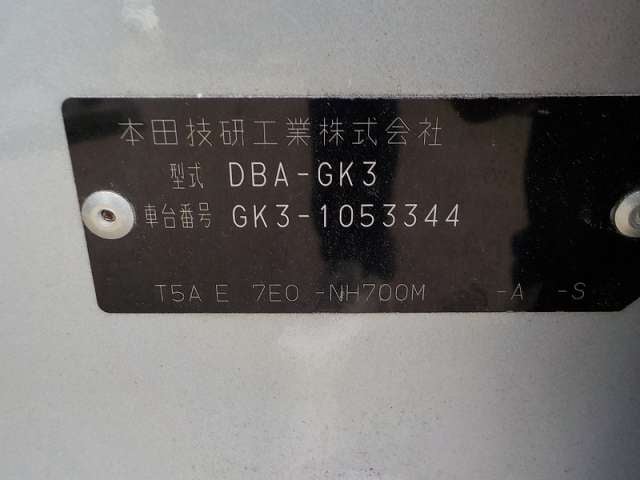 本田技研工業株式会社
型式 DBA-GK3
車台番号 GK3-1053344
T5A E 7E0 -NH700M -A -S